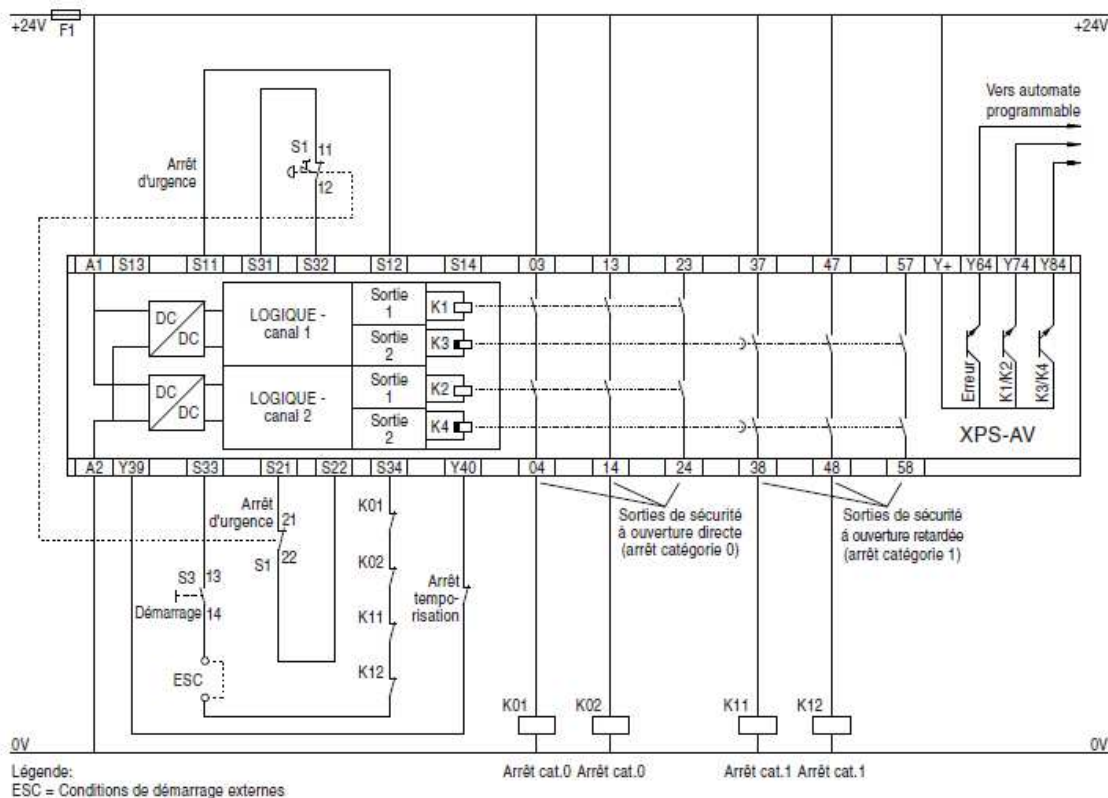 +24V F1 +24V
Vers automate
programmable
S1 11
12
Arrêt
d'urgence
A1 S13 S11 S31 S32 S12 S14 03 13 23 37 47 57 Y+ Y64 Y74 Y84
DC
DC
LOGIQUE -
canal 1
Sortie
1
K1
Sortie
2
K3
DC
DC
LOGIQUE -
canal 2
Sortie
1
K2
Sortie
2
K4
Erreur
K1/K2
K3/K4
XPS-AV
A2 Y39 S33 S21 S22 S34 Y40 04 14 24 38 48 58
Arrêt
d'urgence
21
22
S1
K01
K02
K11
K12
Arrêt
tempo-
risation
Sorties de sécurité
à ouverture directe
(arrêt catégorie 0)
Sorties de sécurité
à ouverture retardée
(arrêt catégorie 1)
S3 13
Démarrage 14
ESC
K01 K02 K11 K12
0V 0V
Arrêt cat.0 Arrêt cat.0 Arrêt cat.1 Arrêt cat.1
Légende:
ESC = Conditions de démarrage externes